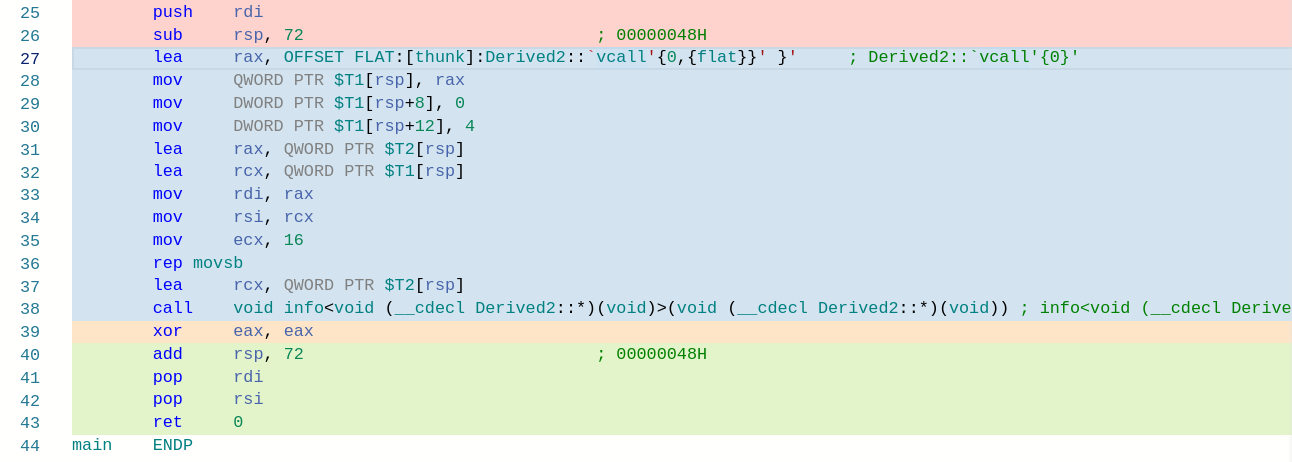 25 push rdi
26 sub rsp, 72 ; 00000048H
27 lea rax, OFFSET FLAT:[thunk]:Derived2::`vcall'{0,{flat}}' }' ; Derived2::`vcall'{0}'
28 mov QWORD PTR $T1[rsp], rax
29 mov DWORD PTR $T1[rsp+8], 0
30 mov DWORD PTR $T1[rsp+12], 4
31 lea rax, QWORD PTR $T2[rsp]
32 lea rcx, QWORD PTR $T1[rsp]
33 mov rdi, rax
34 mov rsi, rcx
35 mov ecx, 16
36 rep movsb
37 lea rcx, QWORD PTR $T2[rsp]
38 call void info<void (__cdecl Derived2::*)(void)>(void (__cdecl Derived2::*)(void)) ; info<void (__cdecl Derive
39 xor eax, eax
40 add rsp, 72 ; 00000048H
41 pop rdi
42 pop rsi
43 ret 0
44 main ENDP